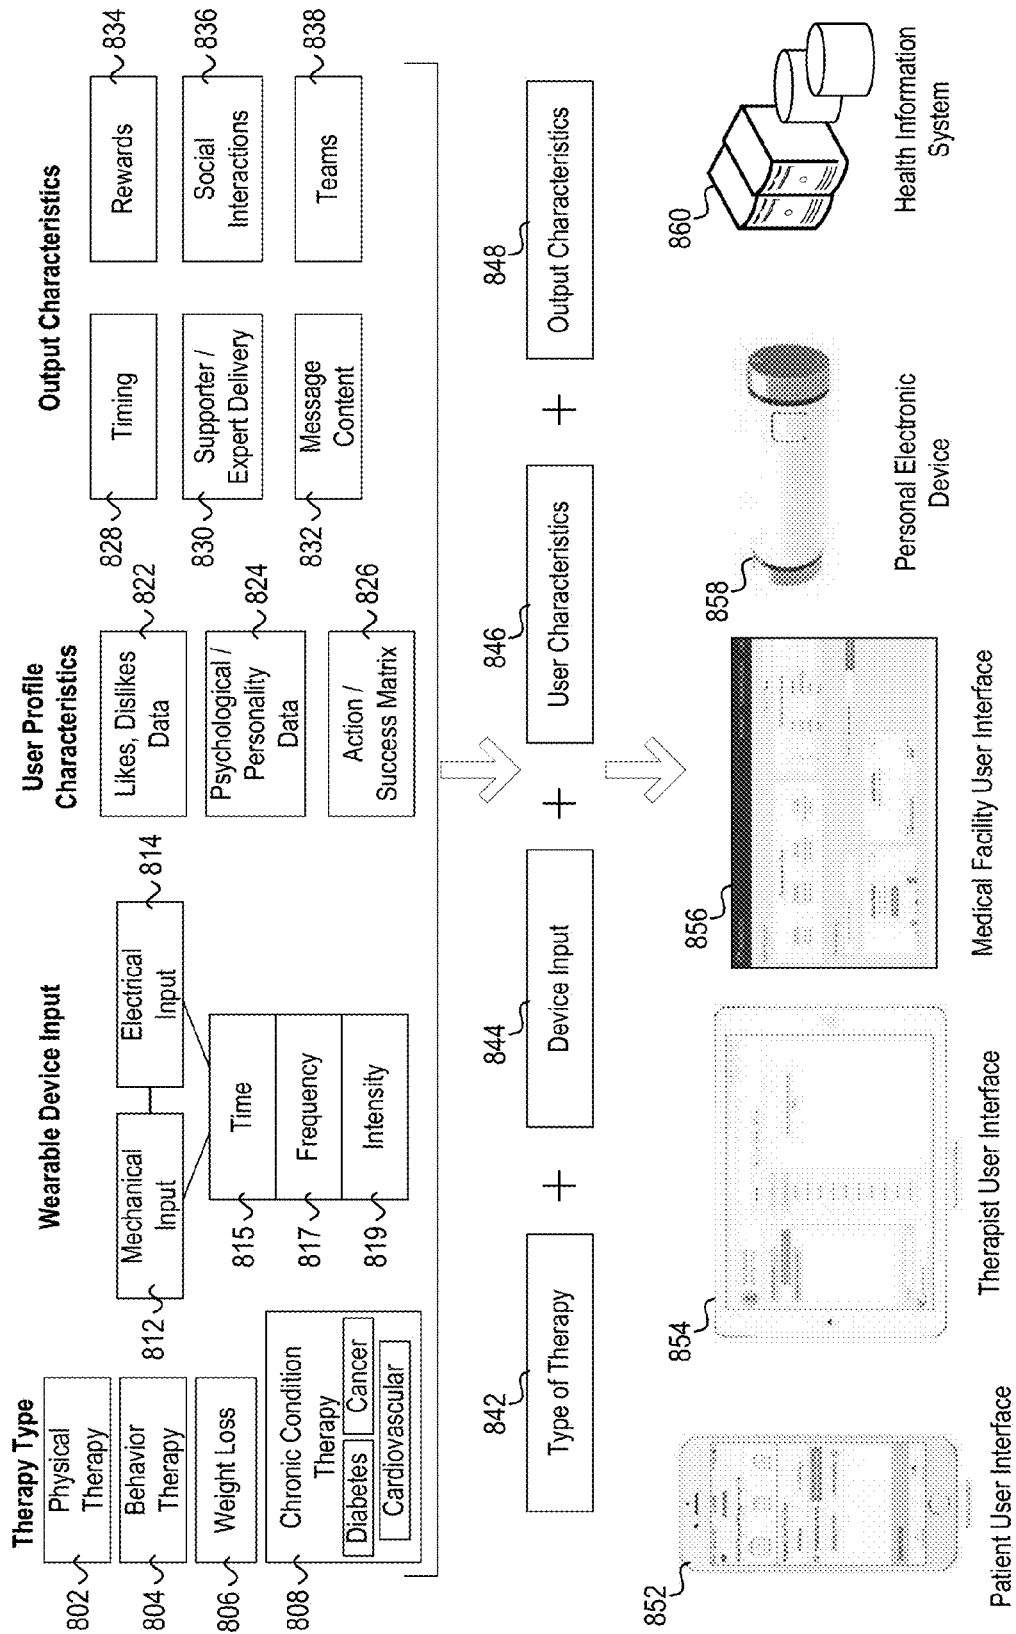 Therapy Type
802
Physical
Therapy
804
Behavior
Therapy
806
Weight Loss
808
Chronic Condition
Therapy
Diabetes
Cancer
Cardiovascular
Wearable Device Input
812
Mechanical
Input
Electrical
Input
814
815
Time
817
Frequency
819
Intensity
User Profile
Characteristics
Likes, Dislikes
Data
822
Psychological /
Personality
Data
824
Action /
Success Matrix
826
Output Characteristics
828
Timing
Rewards
834
830
Supporter /
Expert Delivery
Social
Interactions
836
832
Message
Content
Teams
838
842
Type of Therapy
+
844
Device Input
+
846
User Characteristics
+
848
Output Characteristics
852
Patient User Interface
854
Therapist User Interface
856
Medical Facility User Interface
858
Personal Electronic
Device
860
Health Information
System